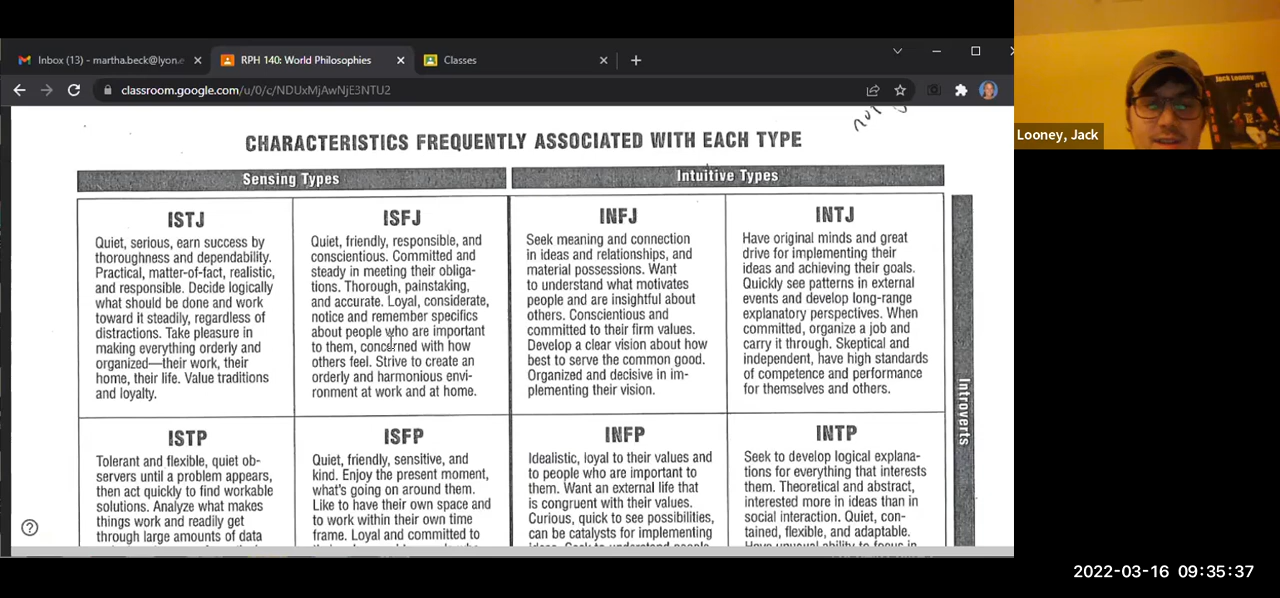 Inbox (13) - martha.beck@lyon.e
RPH 140: World Philosophies
Classes
classroom.google.com/u/0/c/NDUxMjAwNjE3NTU2
Looney, Jack
Jack Looney
#12
CHARACTERISTICS FREQUENTLY ASSOCIATED WITH EACH TYPE
Sensing Types
Intuitive Types
ISTJ
Quiet, serious, earn success by
thoroughness and dependability.
Practical, matter-of-fact, realistic,
and responsible. Decide logically
what should be done and work
toward it steadily, regardless of
distractions. Take pleasure in
making everything orderly and
organized—their work, their
home, their life. Value traditions
and loyalty.
ISFJ
Quiet, friendly, responsible, and
conscientious. Committed and
steady in meeting their obliga-
tions. Thorough, painstaking,
and accurate. Loyal, considerate,
notice and remember specifics
about people who are important
to them, concerned with how
others feel. Strive to create an
orderly and harmonious envi-
ronment at work and at home.
INFJ
Seek meaning and connection
in ideas and relationships, and
material possessions. Want
to understand what motivates
people and are insightful about
others. Conscientious and
committed to their firm values.
Develop a clear vision about how
best to serve the common good.
Organized and decisive in im-
plementing their vision.
INTJ
Have original minds and great
drive for implementing their
ideas and achieving their goals.
Quickly see patterns in external
events and develop long-range
explanatory perspectives. When
committed, organize a job and
carry it through. Skeptical and
independent, have high standards
of competence and performance
for themselves and others.
Introverts
ISTP
Tolerant and flexible, quiet ob-
servers until a problem appears,
then act quickly to find workable
solutions. Analyze what makes
things work and readily get
through large amounts of data
ISFP
Quiet, friendly, sensitive, and
kind. Enjoy the present moment,
what's going on around them.
Like to have their own space and
to work within their own time
frame. Loyal and committed to
INFP
Idealistic, loyal to their values and
to people who are important to
them. Want an external life that
is congruent with their values.
Curious, quick to see possibilities,
can be catalysts for implementing
ideas. Seek to understand people
INTP
Seek to develop logical explana-
tions for everything that interests
them. Theoretical and abstract,
interested more in ideas than in
social interaction. Quiet, con-
tained, flexible, and adaptable.
Have unusual ability to focus in
2022-03-16 09:35:37